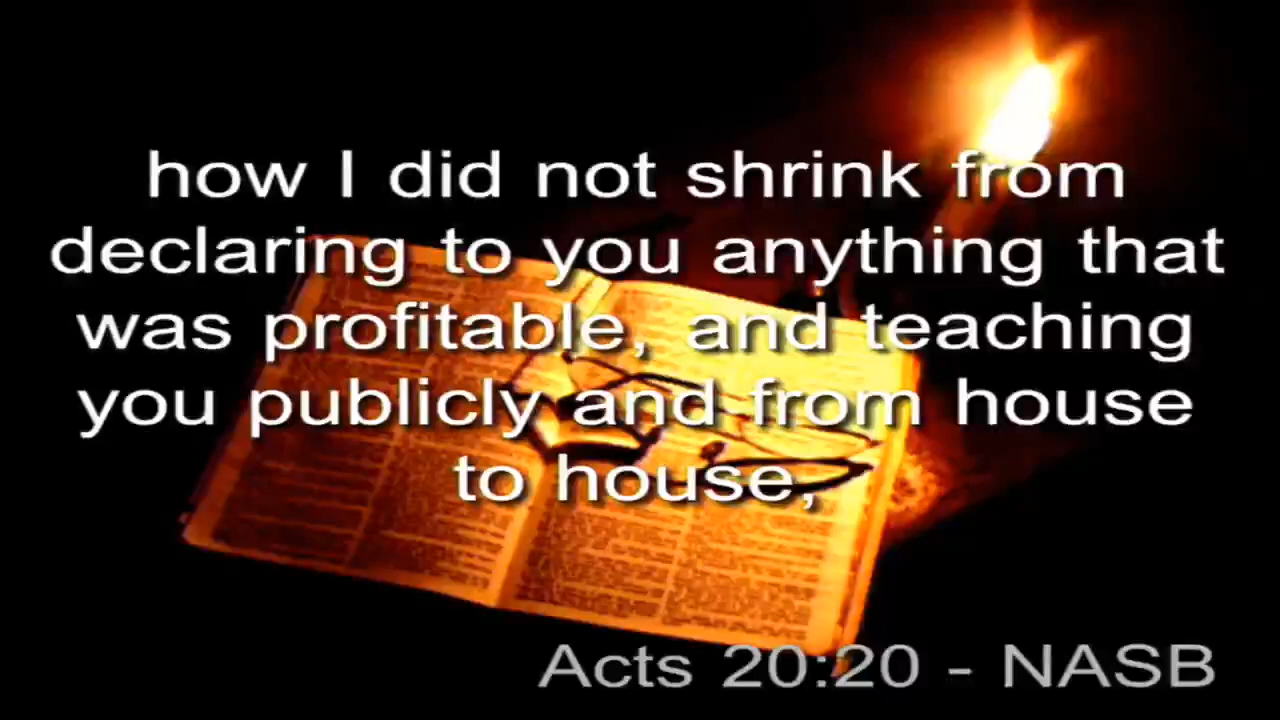 how I did not shrink from
declaring to you anything that
was profitable, and teaching
you publicly and from house
to house,
Acts 20:20 - NASB